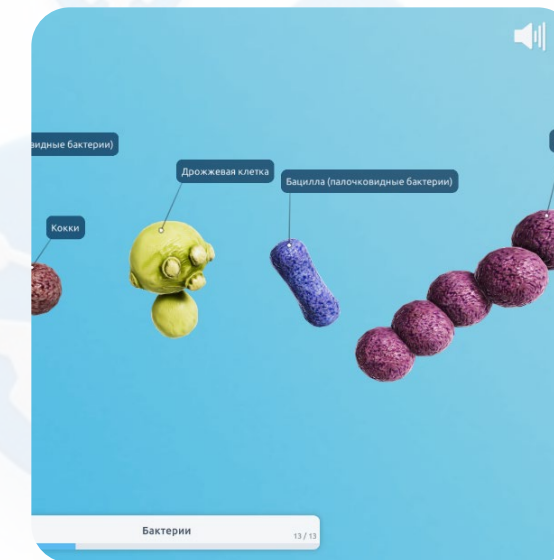 видные бактерии)
Дрожжевая клетка
Бацилла (палочковидные бактерии)
Кокки
Бактерии
13 / 13